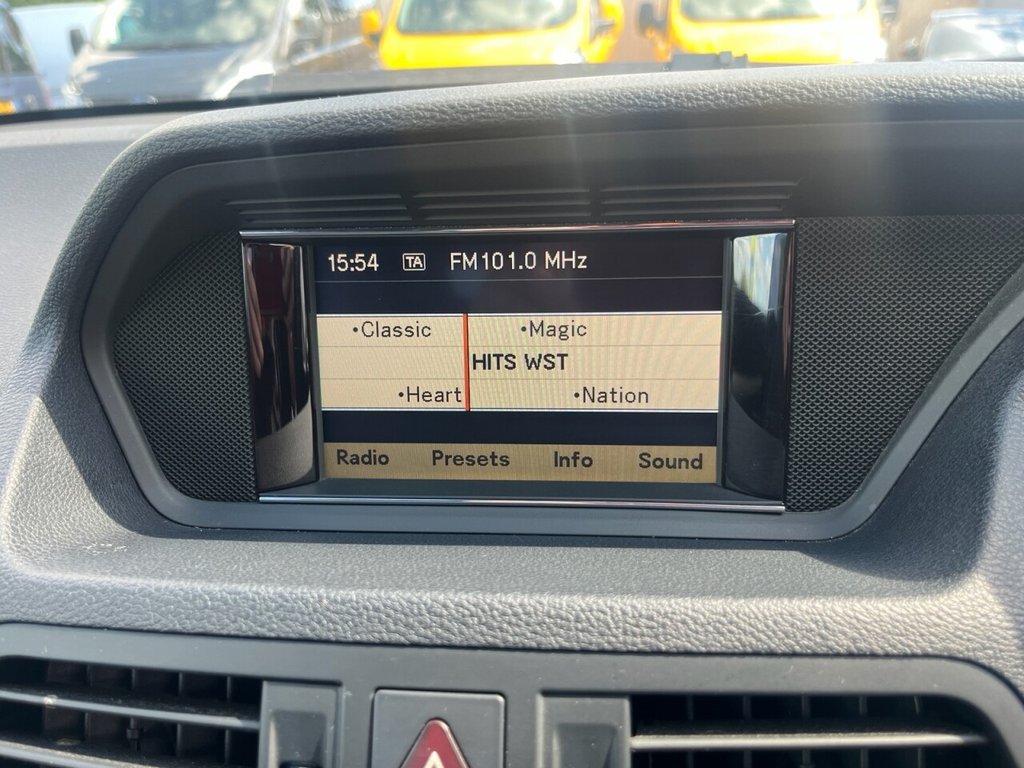 15:54 TA FM101.0 MHz
•Classic •Magic
HITS WST
•Heart •Nation
Radio Presets Info Sound